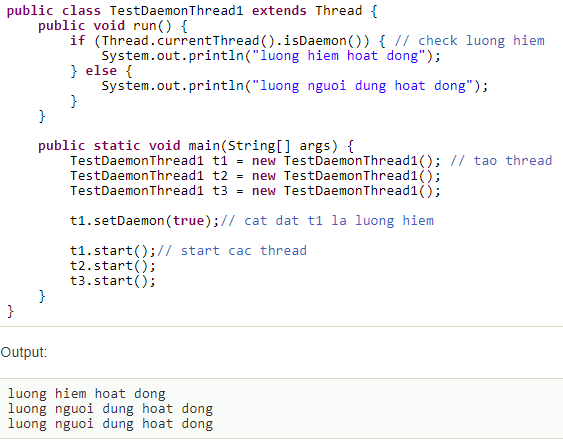 public class TestDaemonThread1 extends Thread {
public void run() {
if (Thread.currentThread().isDaemon()) { // check luong hiem
System.out.println("luong hiem hoat dong");
} else {
System.out.println("luong nguoi dung hoat dong");
}
}
public static void main(String[] args) {
TestDaemonThread1 t1 = new TestDaemonThread1(); // tao thread
TestDaemonThread1 t2 = new TestDaemonThread1();
TestDaemonThread1 t3 = new TestDaemonThread1();
t1.setDaemon(true);// cat dat t1 la luong hiem
t1.start();// start cac thread
t2.start();
t3.start();
}
}
Output:
luong hiem hoat dong
luong nguoi dung hoat dong
luong nguoi dung hoat dong